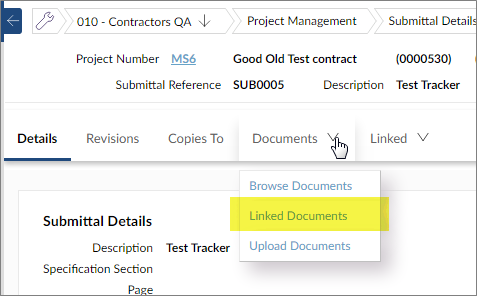 010 - Contractors QA Project Management Submittal Details
Project Number MS6 Good Old Test contract (0000530)
Submittal Reference SUB0005 Description Test Tracker
Details Revisions Copies To Documents Linked
Browse Documents
Linked Documents
Upload Documents
Submittal Details
Description Test Tracker
Specification Section
Page